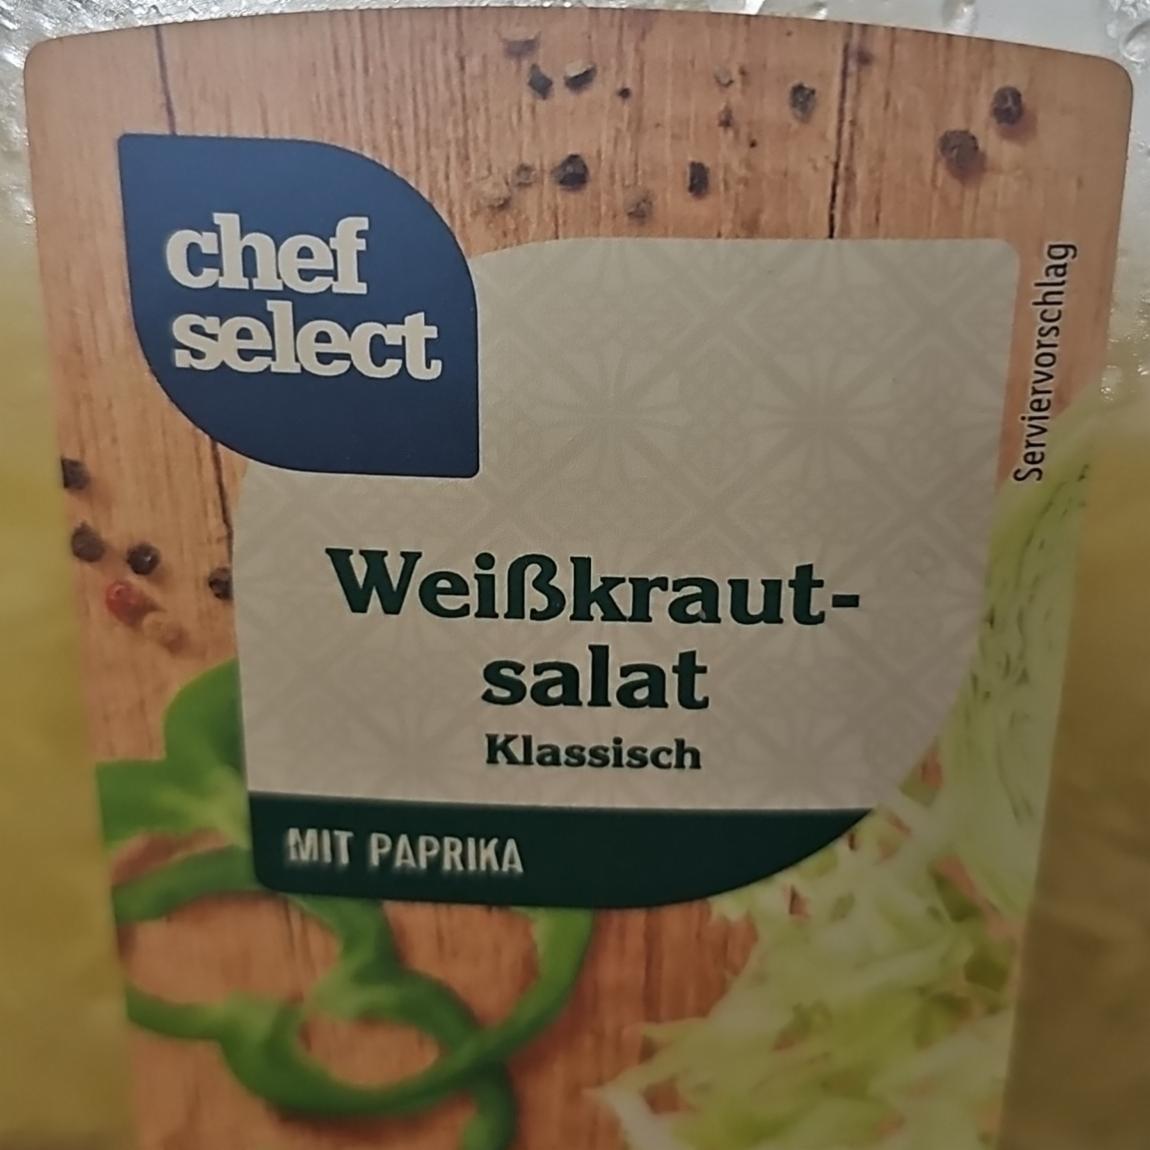 chef
select
Serviervorschlag
Weißkraut-
salat
Klassisch
MIT PAPRIKA